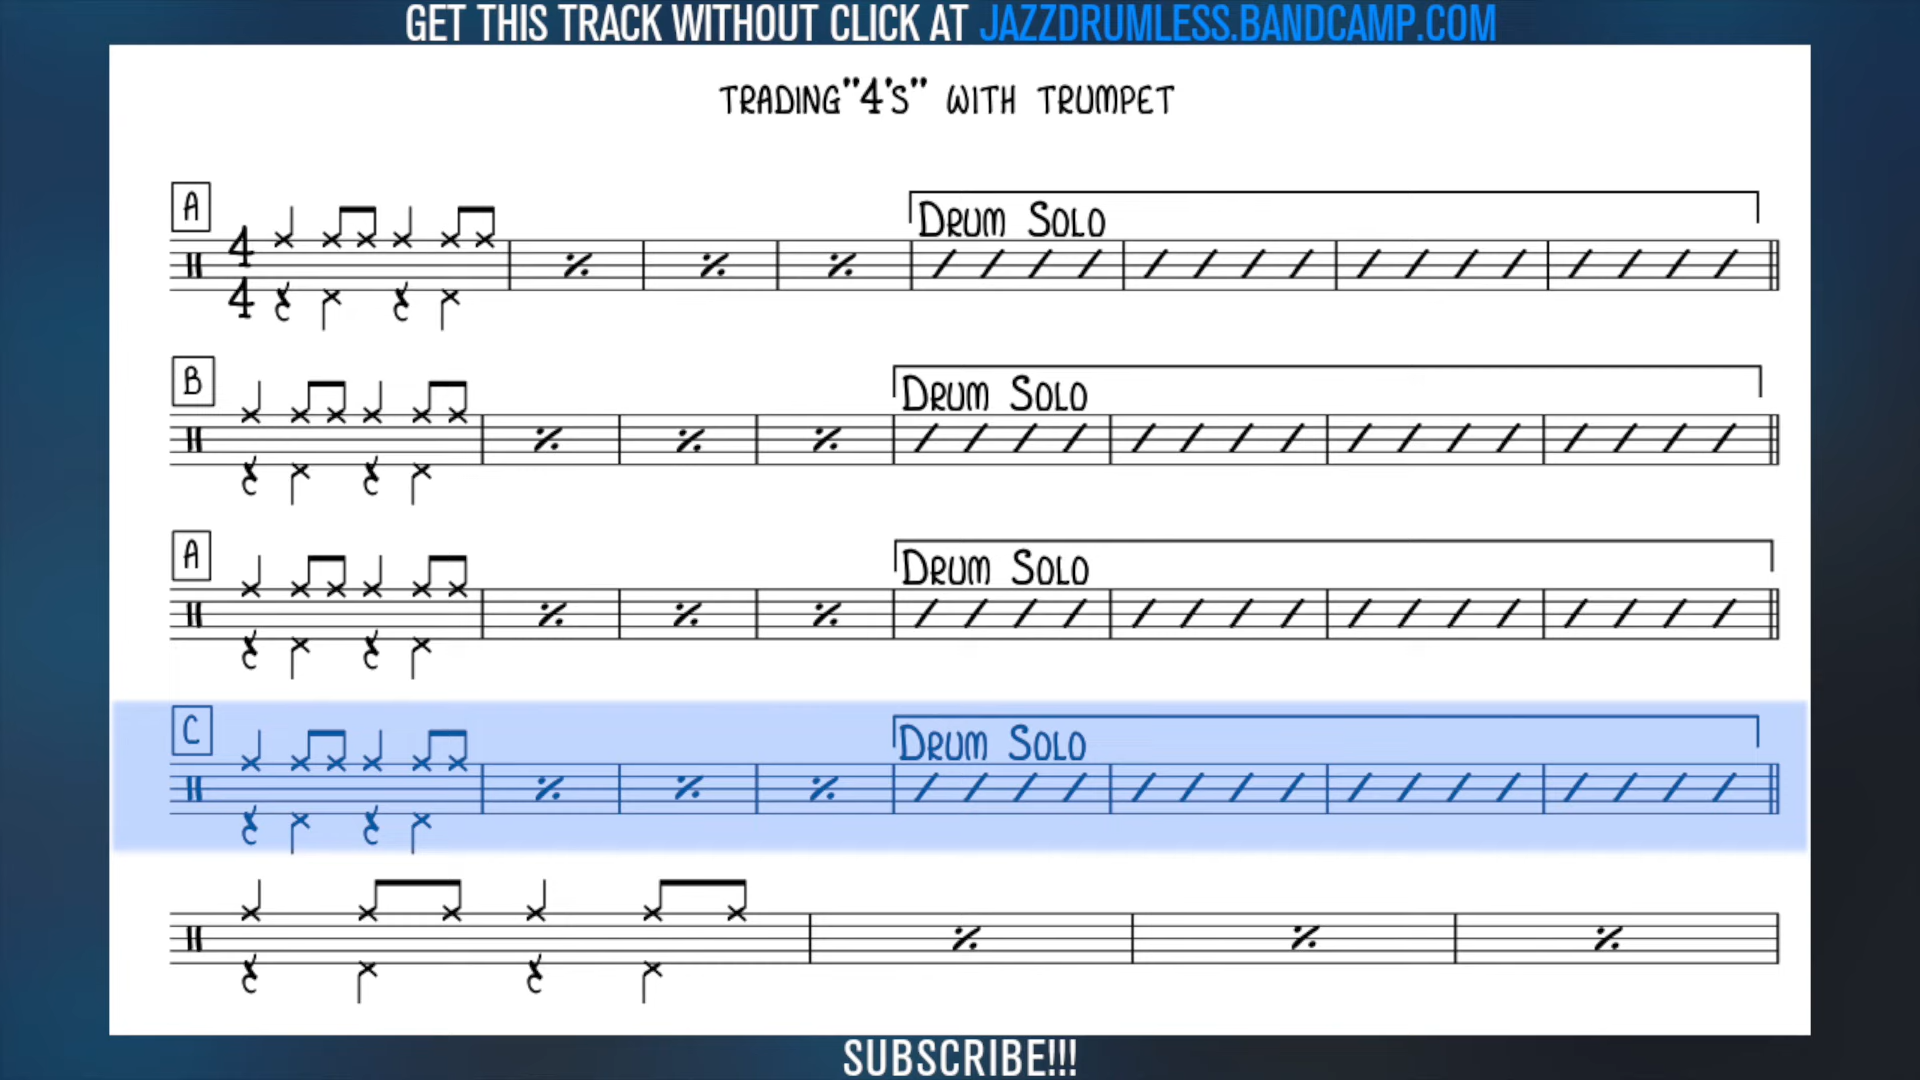 GET THIS TRACK WITHOUT CLICK AT JAZZDRUMLESS.BANDCAMP.COM
TRADING"4'S" WITH TRUMPET
A
DRUM SOLO
4
4
B
DRUM SOLO
A
DRUM SOLO
C
DRUM SOLO
SUBSCRIBE!!!